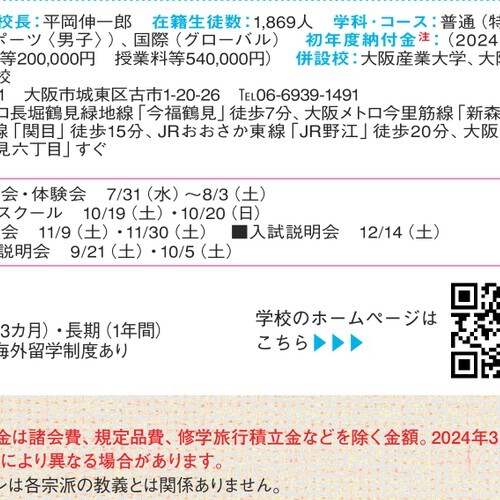 校長：平岡伸一郎　在籍生徒数：1,869人　学科・コース：普通（特
ポーツ〈男子〉）、国際（グローバル）　初年度納付金注：（2024
等200,000円　授業料等540,000円）　併設校：大阪産業大学、大
校
1　大阪市城東区古市1-20-26　℡06-6939-1491
ロ長堀鶴見緑地線「今福鶴見」徒歩7分、大阪メトロ今里筋線「新森
線「関目」徒歩15分、JRおおさか東線「JR野江」徒歩20分、大阪
見六丁目」すぐ
会・体験会　7/31（水）～8/3（土）
スクール　10/19（土）・10/20（日）
会　11/9（土）・11/30（土）　■入試説明会　12/14（土）
説明会　9/21（土）・10/5（土）
3カ月）・長期（1年間）
海外留学制度あり
学校のホームページは
こちら▶▶▶
金は諸会費、規定品費、修学旅行積立金などを除く金額。2024年3
により異なる場合があります。
レは各宗派の教義とは関係ありません。